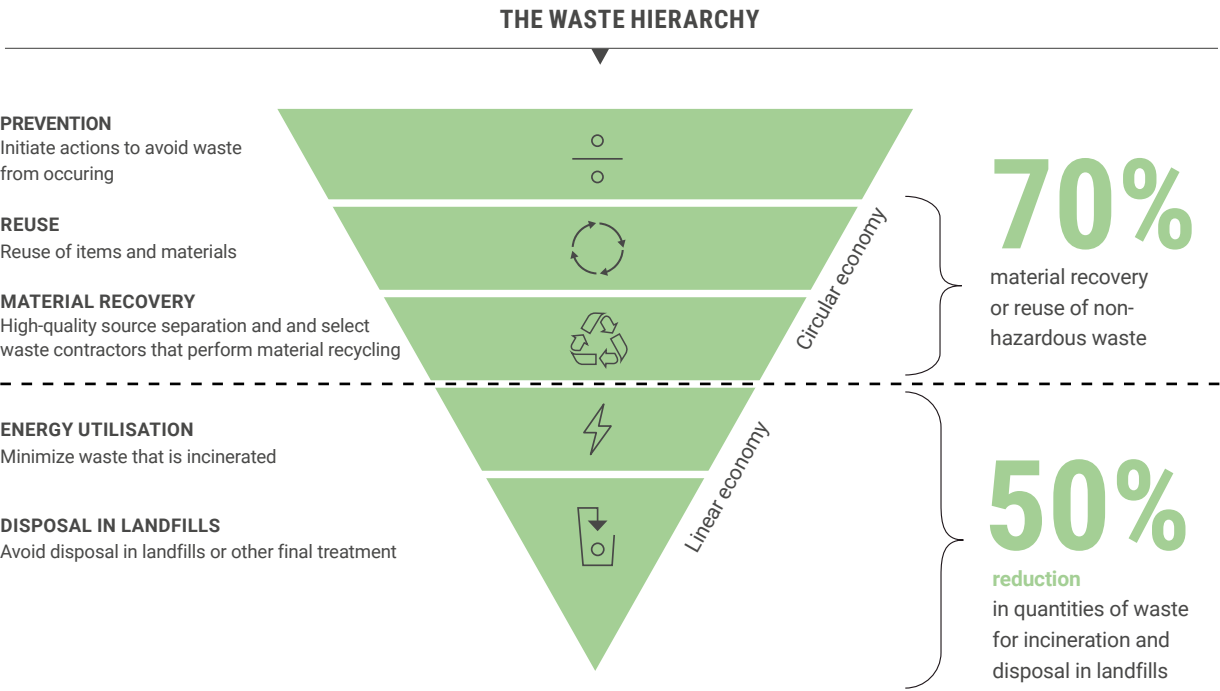 THE WASTE HIERARCHY
PREVENTION
Initiate actions to avoid waste
from occuring
REUSE
Reuse of items and materials
MATERIAL RECOVERY
High-quality source separation and and select
waste contractors that perform material recycling
ENERGY UTILISATION
Minimize waste that is incinerated
DISPOSAL IN LANDFILLS
Avoid disposal in landfills or other final treatment
Circular economy
Linear economy
70%
material recovery
or reuse of non-
hazardous waste
50%
reduction
in quantities of waste
for incineration and
disposal in landfills